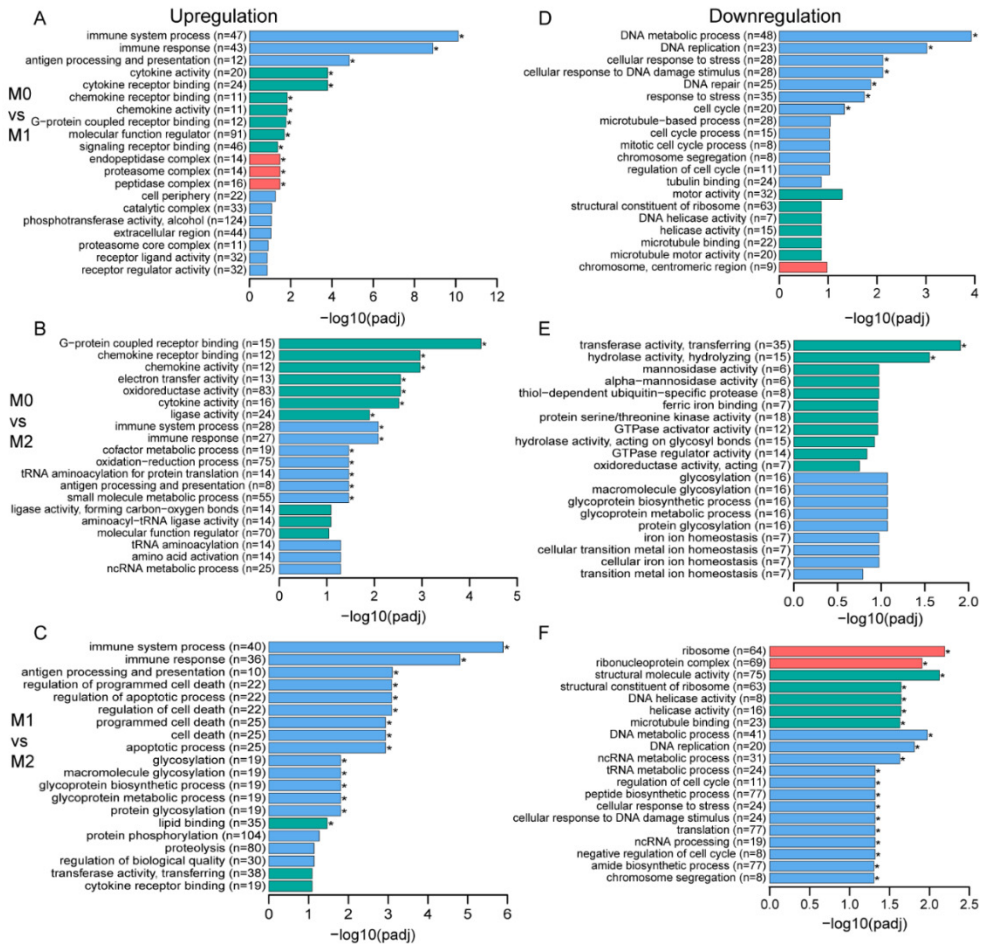 Upregulation
A
immune system process (n=47) *
immune response (n=43) *
antigen processing and presentation (n=12) *
cytokine activity (n=20) *
cytokine receptor binding (n=24) *
chemokine receptor binding (n=11) *
chemokine activity (n=11) *
G-protein coupled receptor binding (n=12) *
molecular function regulator (n=91) *
signaling receptor binding (n=46) *
endopeptidase complex (n=14) *
proteasome complex (n=14) *
peptidase complex (n=16) *
cell periphery (n=22)
catalytic complex (n=33)
phosphotransferase activity, alcohol (n=124)
extracellular region (n=44)
proteasome core complex (n=11)
receptor ligand activity (n=32)
receptor regulator activity (n=32)
M0
vs
M1
0 2 4 6 8 10 12
−log10(padj)
B
G−protein coupled receptor binding (n=15) *
chemokine receptor binding (n=12) *
chemokine activity (n=12) *
electron transfer activity (n=13) *
oxidoreductase activity (n=83) *
cytokine activity (n=16) *
ligase activity (n=24) *
immune system process (n=28) *
immune response (n=27) *
cofactor metabolic process (n=19) *
oxidation−reduction process (n=75) *
tRNA aminoacylation for protein translation (n=14) *
antigen processing and presentation (n=8) *
small molecule metabolic process (n=55) *
ligase activity, forming carbon−oxygen bonds (n=14)
aminoacyl−tRNA ligase activity (n=14)
molecular function regulator (n=70)
tRNA aminoacylation (n=14)
amino acid activation (n=14)
ncRNA metabolic process (n=25)
M0
vs
M2
0 1 2 3 4 5
−log10(padj)
C
immune system process (n=40) *
immune response (n=36) *
antigen processing and presentation (n=10) *
regulation of programmed cell death (n=22) *
regulation of apoptotic process (n=22) *
regulation of cell death (n=22) *
programmed cell death (n=25) *
cell death (n=25) *
apoptotic process (n=25) *
glycosylation (n=19) *
macromolecule glycosylation (n=19) *
glycoprotein biosynthetic process (n=19) *
glycoprotein metabolic process (n=19) *
protein glycosylation (n=19) *
lipid binding (n=35) *
protein phosphorylation (n=104)
proteolysis (n=80)
regulation of biological quality (n=30)
transferase activity, transferring (n=38)
cytokine receptor binding (n=19)
M1
vs
M2
0 1 2 3 4 5 6
−log10(padj)
Downregulation
D
DNA metabolic process (n=48) *
DNA replication (n=23) *
cellular response to stress (n=28) *
cellular response to DNA damage stimulus (n=28) *
DNA repair (n=25) *
response to stress (n=35) *
cell cycle (n=20) *
microtubule-based process (n=28)
cell cycle process (n=15)
mitotic cell cycle process (n=8)
chromosome segregation (n=8)
regulation of cell cycle (n=11)
tubulin binding (n=24)
motor activity (n=32)
structural constituent of ribosome (n=63)
DNA helicase activity (n=7)
helicase activity (n=15)
microtubule binding (n=22)
microtubule motor activity (n=20)
chromosome, centromeric region (n=9)
0 1 2 3 4
−log10(padj)
E
transferase activity, transferring (n=35) *
hydrolase activity, hydrolyzing (n=15) *
mannosidase activity (n=6)
alpha−mannosidase activity (n=6)
thiol−dependent ubiquitin−specific protease (n=8)
ferric iron binding (n=7)
protein serine/threonine kinase activity (n=18)
GTPase activator activity (n=12)
hydrolase activity, acting on glycosyl bonds (n=15)
GTPase regulator activity (n=14)
oxidoreductase activity, acting (n=7)
glycosylation (n=16)
macromolecule glycosylation (n=16)
glycoprotein biosynthetic process (n=16)
glycoprotein metabolic process (n=16)
protein glycosylation (n=16)
iron ion homeostasis (n=7)
cellular transition metal ion homeostasis (n=7)
cellular iron ion homeostasis (n=7)
transition metal ion homeostasis (n=7)
0.0 0.5 1.0 1.5 2.0
−log10(padj)
F
ribosome (n=64) *
ribonucleoprotein complex (n=69) *
structural molecule activity (n=75) *
structural constituent of ribosome (n=63) *
DNA helicase activity (n=8) *
helicase activity (n=16) *
microtubule binding (n=23) *
DNA metabolic process (n=41) *
DNA replication (n=20) *
ncRNA metabolic process (n=31) *
tRNA metabolic process (n=24) *
regulation of cell cycle (n=11) *
peptide biosynthetic process (n=77) *
cellular response to stress (n=24) *
cellular response to DNA damage stimulus (n=24) *
translation (n=77) *
ncRNA processing (n=19) *
negative regulation of cell cycle (n=8) *
amide biosynthetic process (n=77) *
chromosome segregation (n=8) *
0.0 0.5 1.0 1.5 2.0 2.5
−log10(padj)